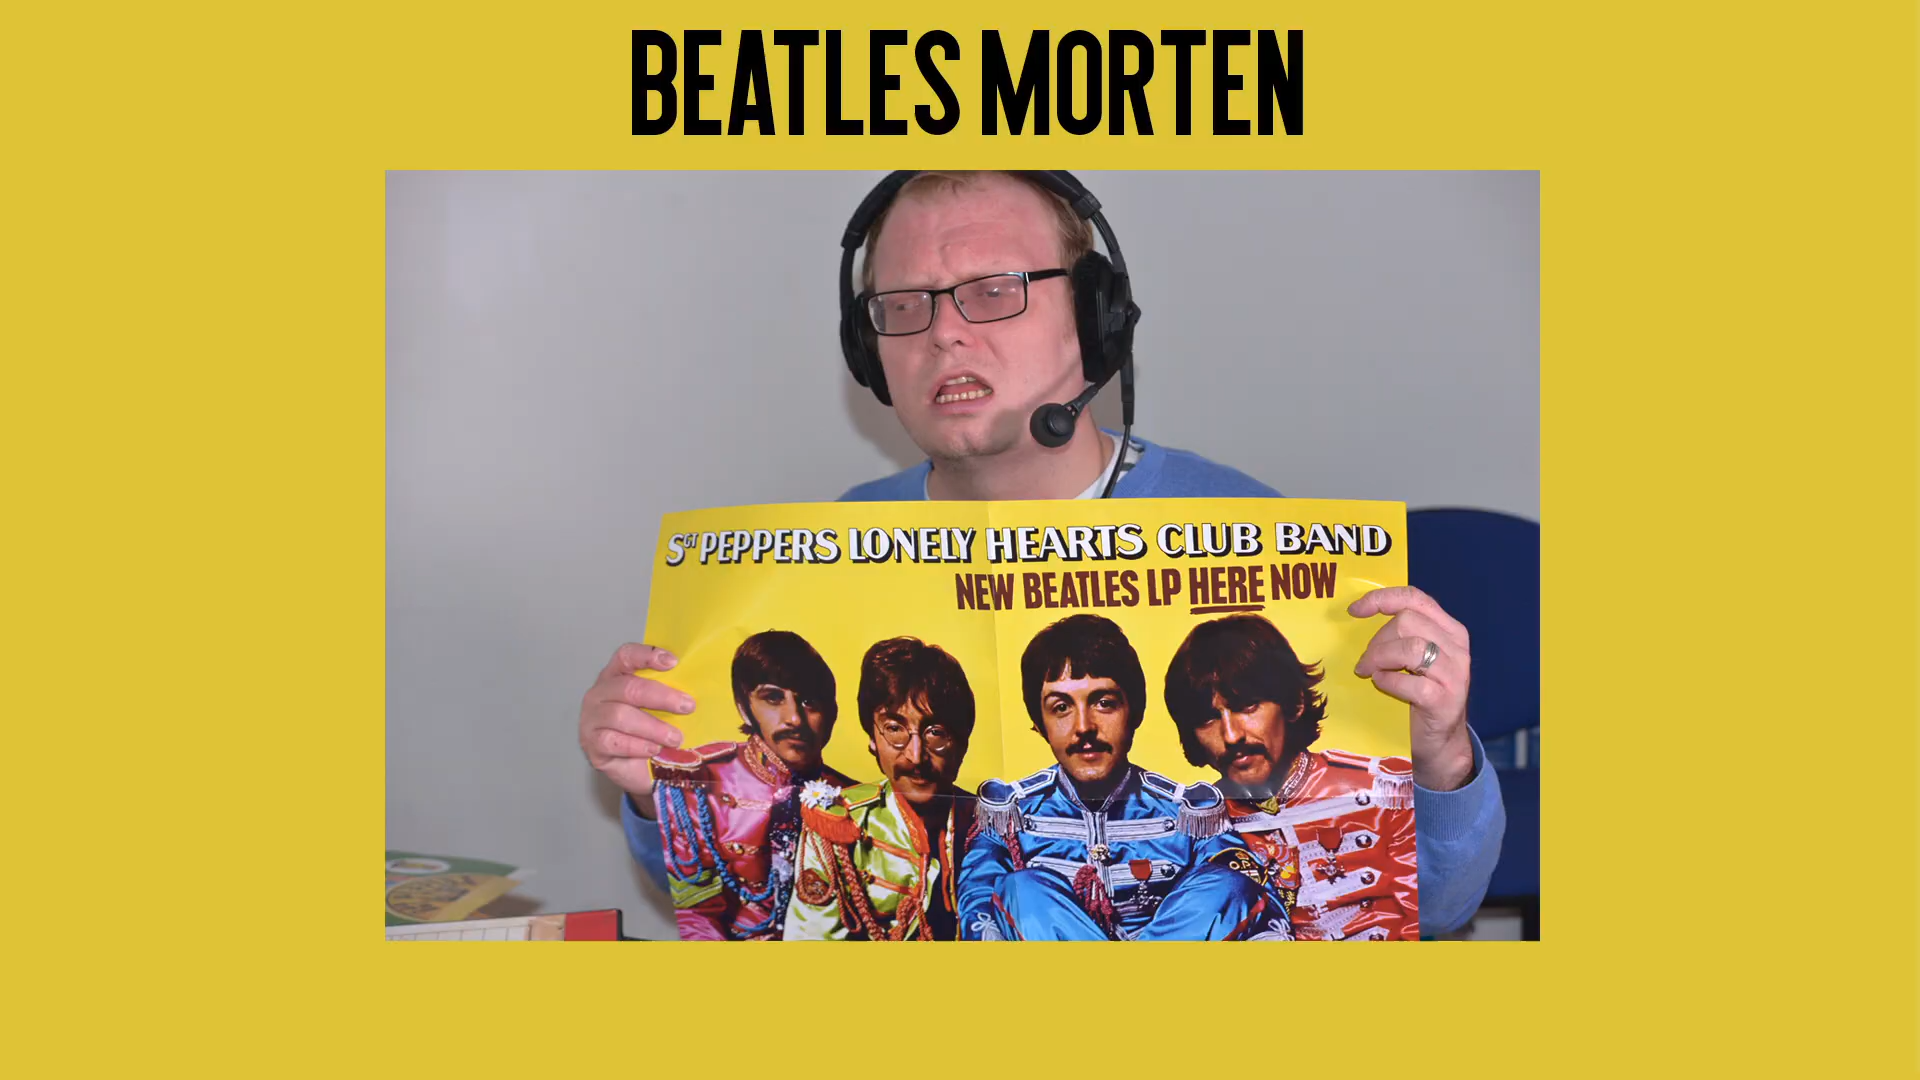 BEATLES MORTEN
SGT PEPPERS LONELY HEARTS CLUB BAND
NEW BEATLES LP HERE NOW